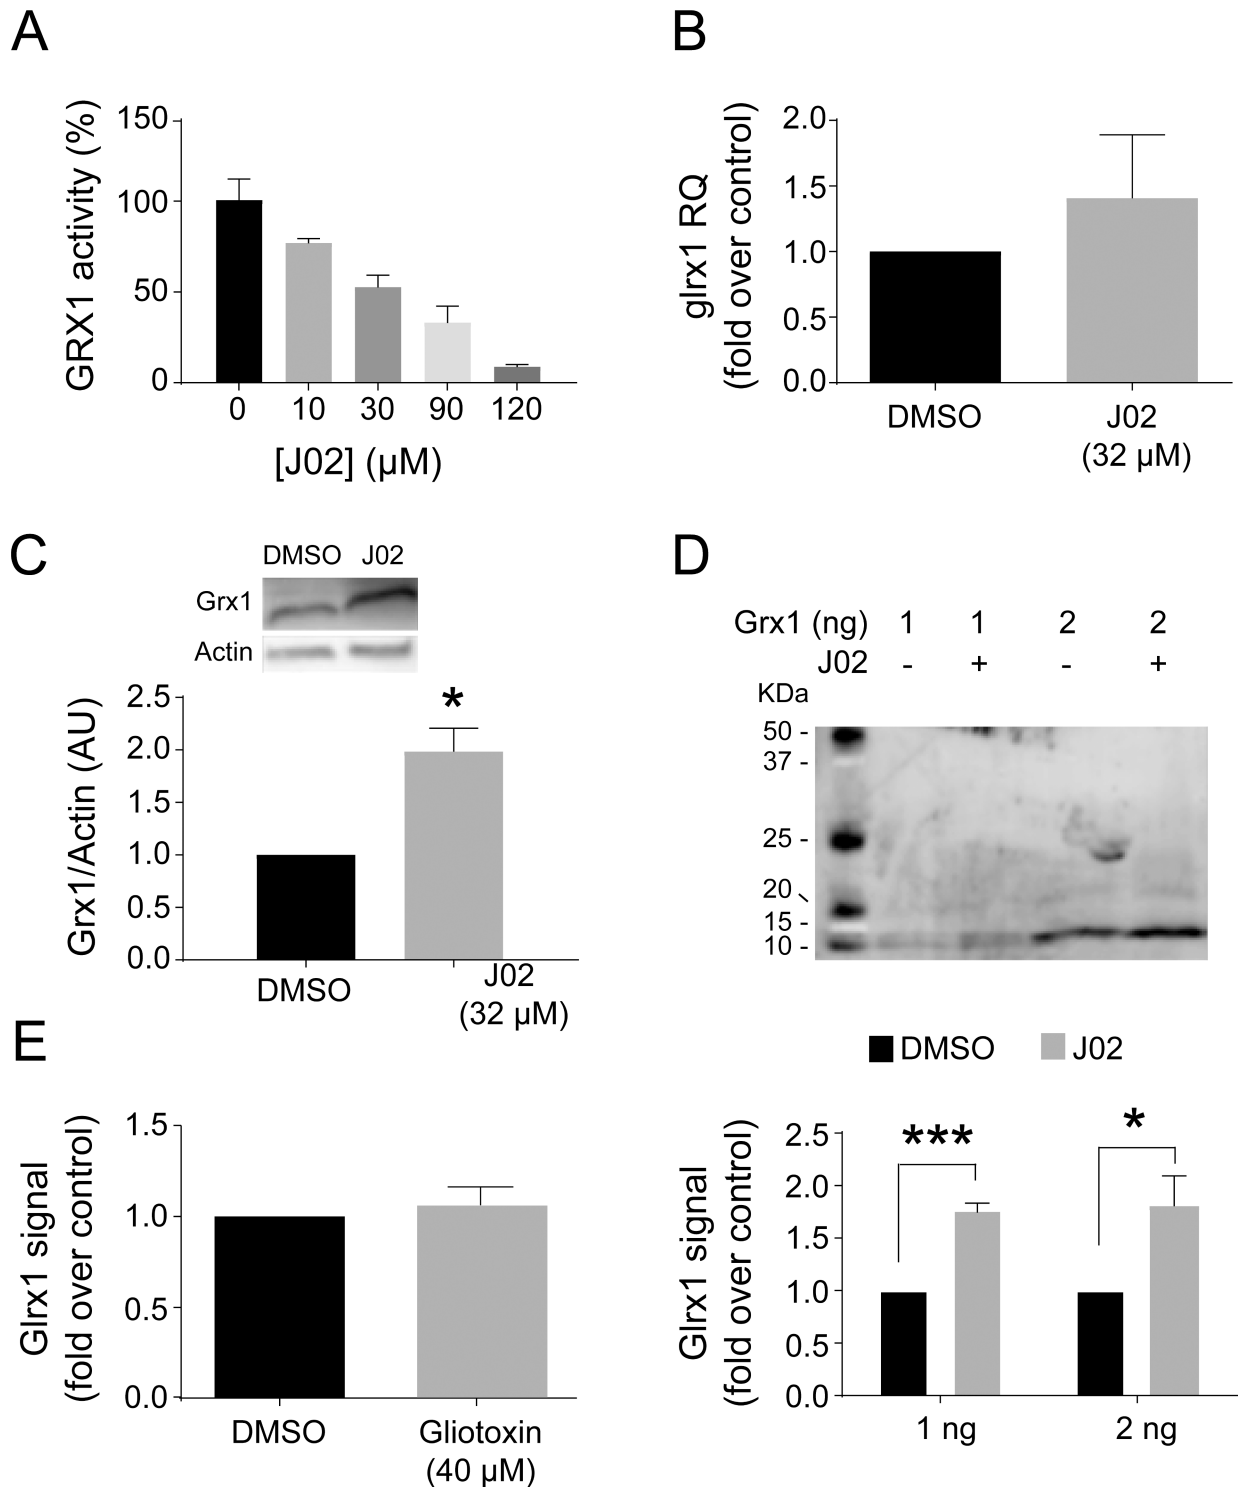 A
GRX1 activity (%)
150
100
50
0
0 10 30 90 120
[J02] (µM)
B
glrx1 RQ
(fold over control)
2.0
1.5
1.0
0.5
0.0
DMSO J02
(32 µM)
C
DMSO J02
Grx1
Actin
Grx1/Actin (AU)
2.5
2.0
1.5
1.0
0.5
0.0
*
DMSO J02
(32 µM)
D
Grx1 (ng) 1 1 2 2
J02 - + - +
KDa
50 -
37 -
25 -
20
15 -
10 -
DMSO J02
Glrx1 signal
(fold over control)
2.5
2.0
1.5
1.0
0.5
0.0
*** *
1 ng 2 ng
E
Glrx1 signal
(fold over control)
1.5
1.0
0.5
0.0
DMSO Gliotoxin
(40 µM)